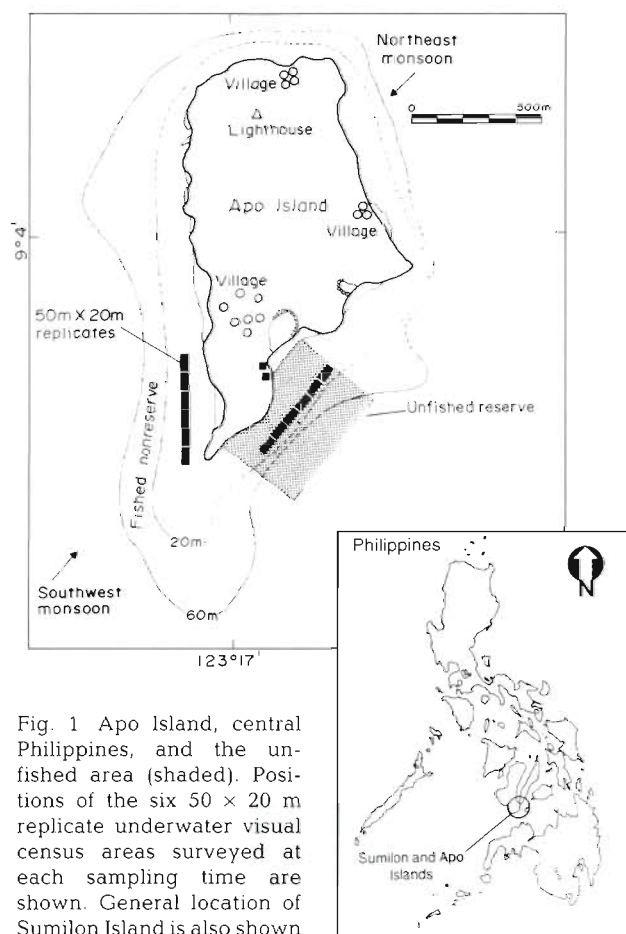 Northeast
monsoon
0 500m
Village
Lighthouse
Apo Island
Village
9°4'
Village
50m X 20m
replicates
Unfished reserve
Fished nonreserve
20m
60m
Southwest
monsoon
123°17'
Philippines
N
Sumilon and Apo
Islands
Fig. 1 Apo Island, central
Philippines, and the un-
fished area (shaded). Posi-
tions of the six 50 × 20 m
replicate underwater visual
census areas surveyed at
each sampling time are
shown. General location of
Sumilon Island is also shown